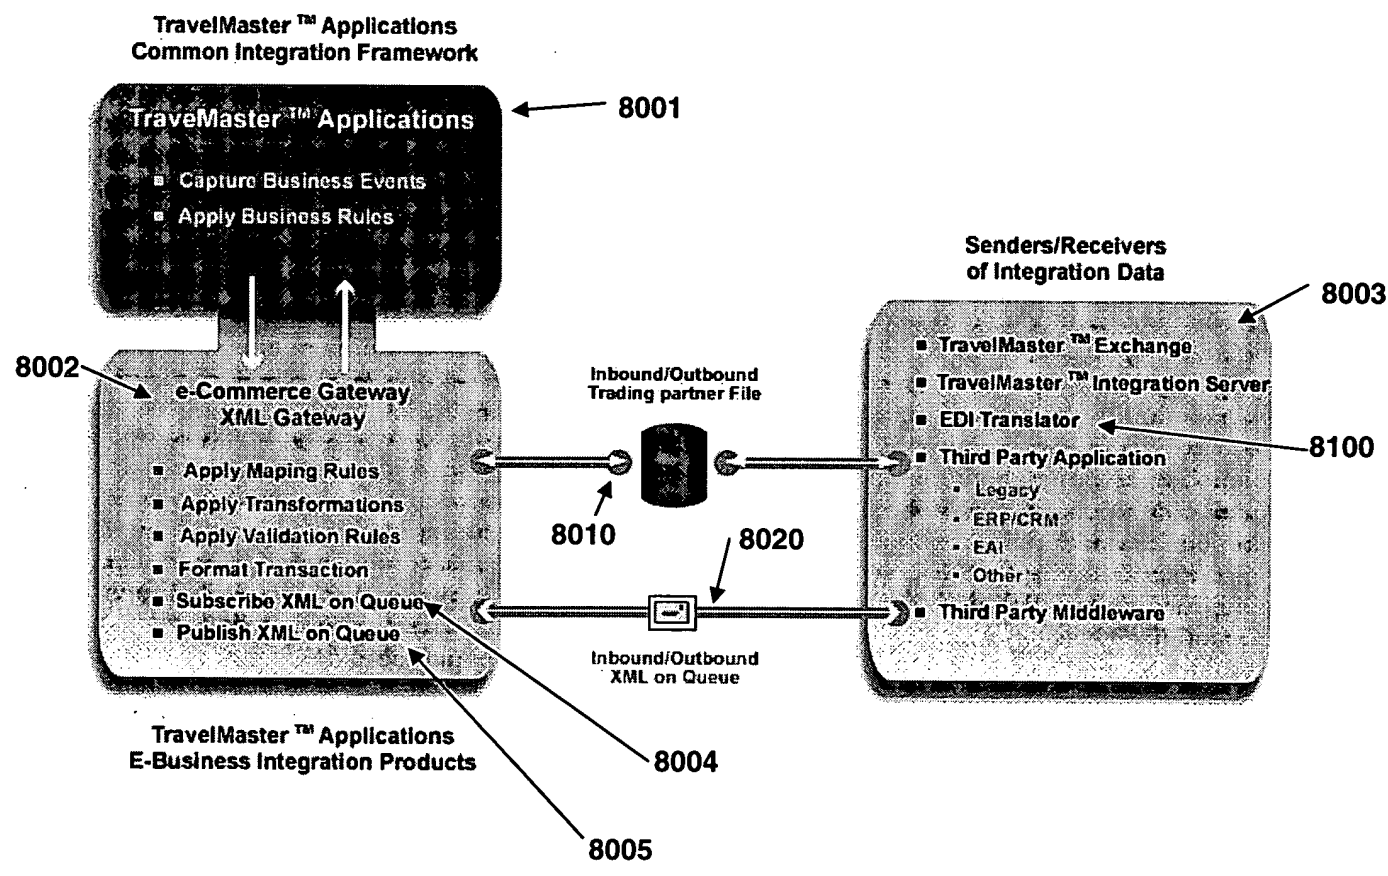 TravelMaster ™ Applications
Common Integration Framework
TraveMaster ™ Applications
8001
▪ Capture Business Events
▪ Apply Business Rules
Senders/Receivers
of Integration Data
8003
8002
e-Commerce Gateway
XML Gateway
▪ Apply Maping Rules
▪ Apply Transformations
▪ Apply Validation Rules
▪ Format Transaction
▪ Subscribe XML on Queue
▪ Publish XML on Queue
Inbound/Outbound
Trading partner File
8010
8020
Inbound/Outbound
XML on Queue
▪ TravelMaster ™ Exchange
▪ TravelMaster ™ Integration Server
▪ EDI Translator
8100
▪ Third Party Application
▪ Legacy
▪ ERP/CRM
▪ EAI
▪ Other
▪ Third Party Middleware
TravelMaster ™ Applications
E-Business Integration Products
8004
8005